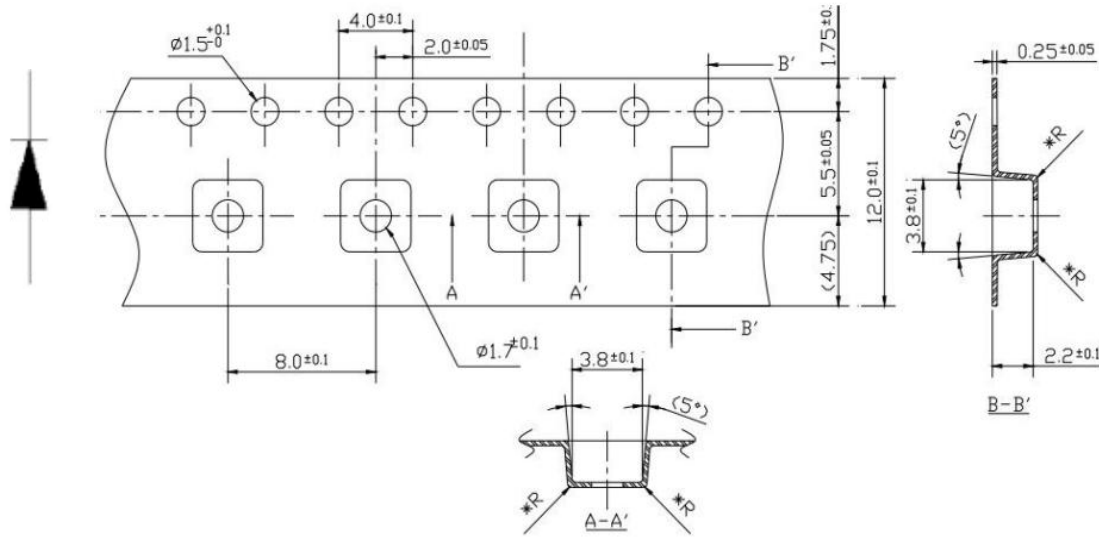 4.0±0.1
Ø1.5+0.1-0
2.0±0.05
B'
1.75±0.
0.25±0.05
(5°)
*R
5.5±0.05
12.0±0.1
3.8±0.1
(4.75)
A
A'
*R
B'
8.0±0.1
Ø1.7±0.1
3.8±0.1
2.2±0.1
(5°)
B-B'
*R
*R
A-A'